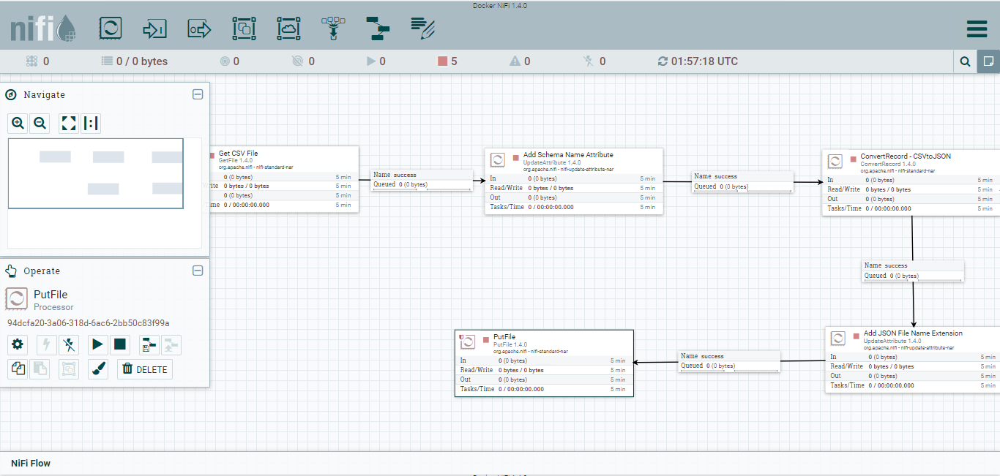 Docker NiFi 1.4.0
nifi
0 0 / 0 bytes 0 0 0 5 0 0 01:57:18 UTC
Navigate
Get CSV File
GetFile 1.4.0
org.apache.nifi - nifi-standard-nar
0 (0 bytes) 5 min
rite 0 bytes / 0 bytes 5 min
0 (0 bytes) 5 min
me 0 / 00:00:00.000 5 min
Name success
Queued 0 (0 bytes)
Add Schema Name Attribute
UpdateAttribute 1.4.0
org.apache.nifi - nifi-update-attribute-nar
In 0 (0 bytes) 5 min
Read/Write 0 bytes / 0 bytes 5 min
Out 0 (0 bytes) 5 min
Tasks/Time 0 / 00:00:00.000 5 min
Name success
Queued 0 (0 bytes)
ConvertRecord - CSVtoJSON
ConvertRecord 1.4.0
org.apache.nifi - nifi-standard-nar
In 0 (0 bytes) 5 min
Read/Write 0 bytes / 0 bytes 5 min
Out 0 (0 bytes) 5 min
Tasks/Time 0 / 00:00:00.000 5 min
Name success
Queued 0 (0 bytes)
Operate
PutFile
Processor
94dcfa20-3a06-318d-6ac6-2bb50c83f99a
DELETE
PutFile
PutFile 1.4.0
org.apache.nifi - nifi-standard-nar
In 0 (0 bytes) 5 min
Read/Write 0 bytes / 0 bytes 5 min
Out 0 (0 bytes) 5 min
Tasks/Time 0 / 00:00:00.000 5 min
Name success
Queued 0 (0 bytes)
Add JSON File Name Extension
UpdateAttribute 1.4.0
org.apache.nifi - nifi-update-attribute-nar
In 0 (0 bytes) 5 min
Read/Write 0 bytes / 0 bytes 5 min
Out 0 (0 bytes) 5 min
Tasks/Time 0 / 00:00:00.000 5 min
NiFi Flow